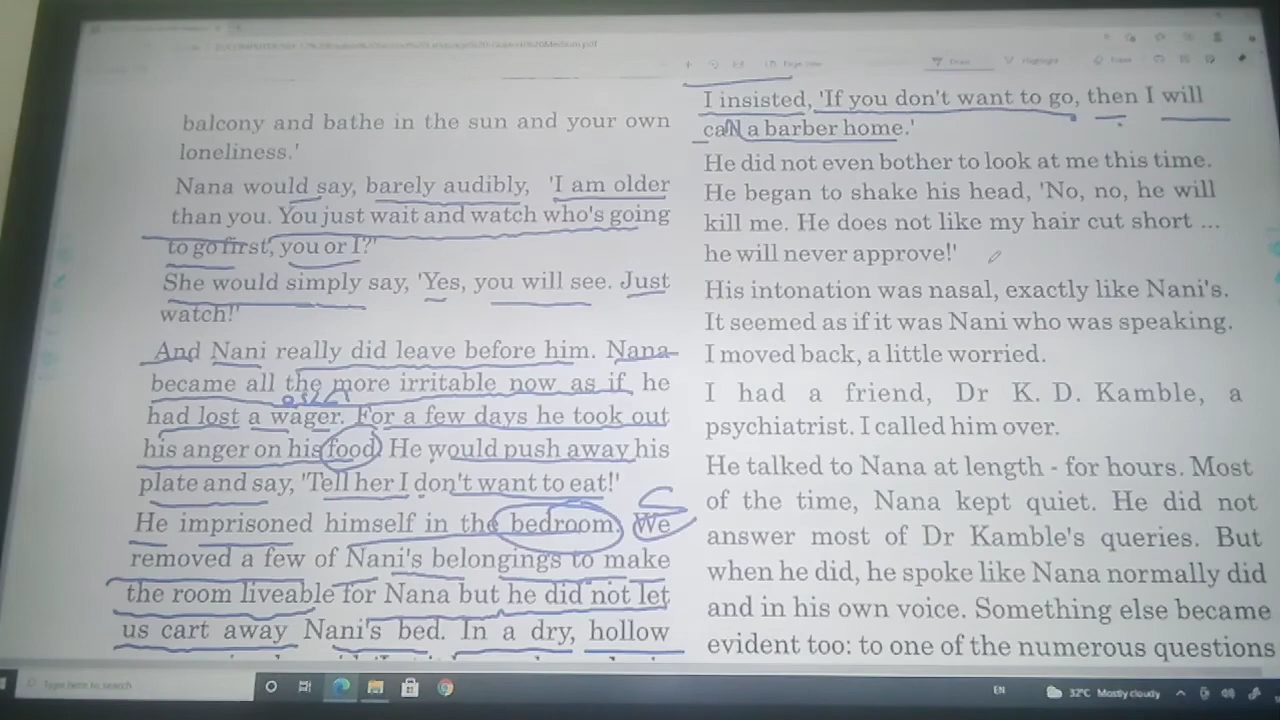 balcony and bathe in the sun and your own
loneliness.'
Nana would say, barely audibly, 'I am older
than you. You just wait and watch who's going
to go first, you or I?'
She would simply say, 'Yes, you will see. Just
watch!'
And Nani really did leave before him. Nana
became all the more irritable now as if he
had lost a wager. For a few days he took out
his anger on his food. He would push away his
plate and say, 'Tell her I don't want to eat!'
He imprisoned himself in the bedroom. We
removed a few of Nani's belongings to make
the room liveable for Nana but he did not let
us cart away Nani's bed. In a dry, hollow
I insisted, 'If you don't want to go, then I will
call a barber home.'
He did not even bother to look at me this time.
He began to shake his head, 'No, no, he will
kill me. He does not like my hair cut short ...
he will never approve!'
His intonation was nasal, exactly like Nani's.
It seemed as if it was Nani who was speaking.
I moved back, a little worried.
I had a friend, Dr K. D. Kamble, a
psychiatrist. I called him over.
He talked to Nana at length - for hours. Most
of the time, Nana kept quiet. He did not
answer most of Dr Kamble's queries. But
when he did, he spoke like Nana normally did
and in his own voice. Something else became
evident too: to one of the numerous questions
Type here to search
EN
32°C Mostly cloudy